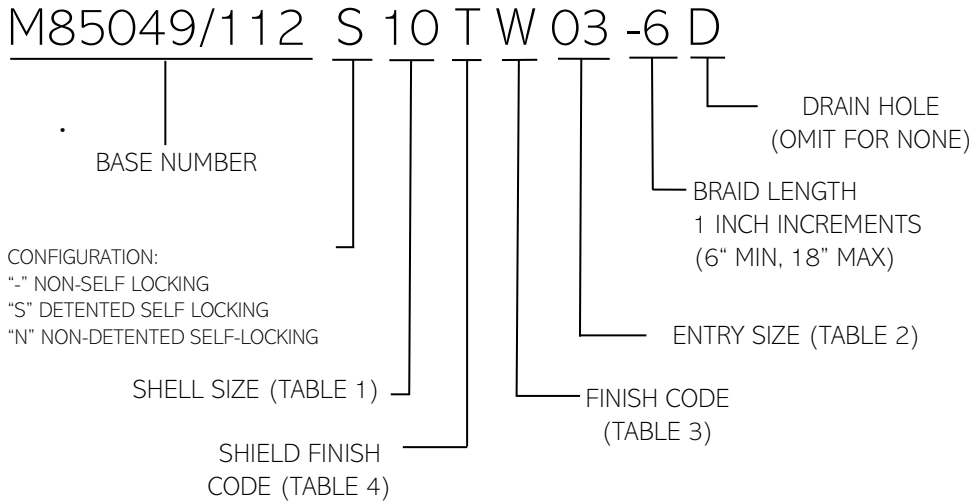 M85049/112 S 10 T W 03 -6 D
DRAIN HOLE
(OMIT FOR NONE)
.
BASE NUMBER
BRAID LENGTH
1 INCH INCREMENTS
(6“ MIN, 18” MAX)
CONFIGURATION:
“-” NON-SELF LOCKING
“S” DETENTED SELF LOCKING
“N” NON-DETENTED SELF-LOCKING
ENTRY SIZE (TABLE 2)
SHELL SIZE (TABLE 1)
FINISH CODE
(TABLE 3)
SHIELD FINISH
CODE (TABLE 4)